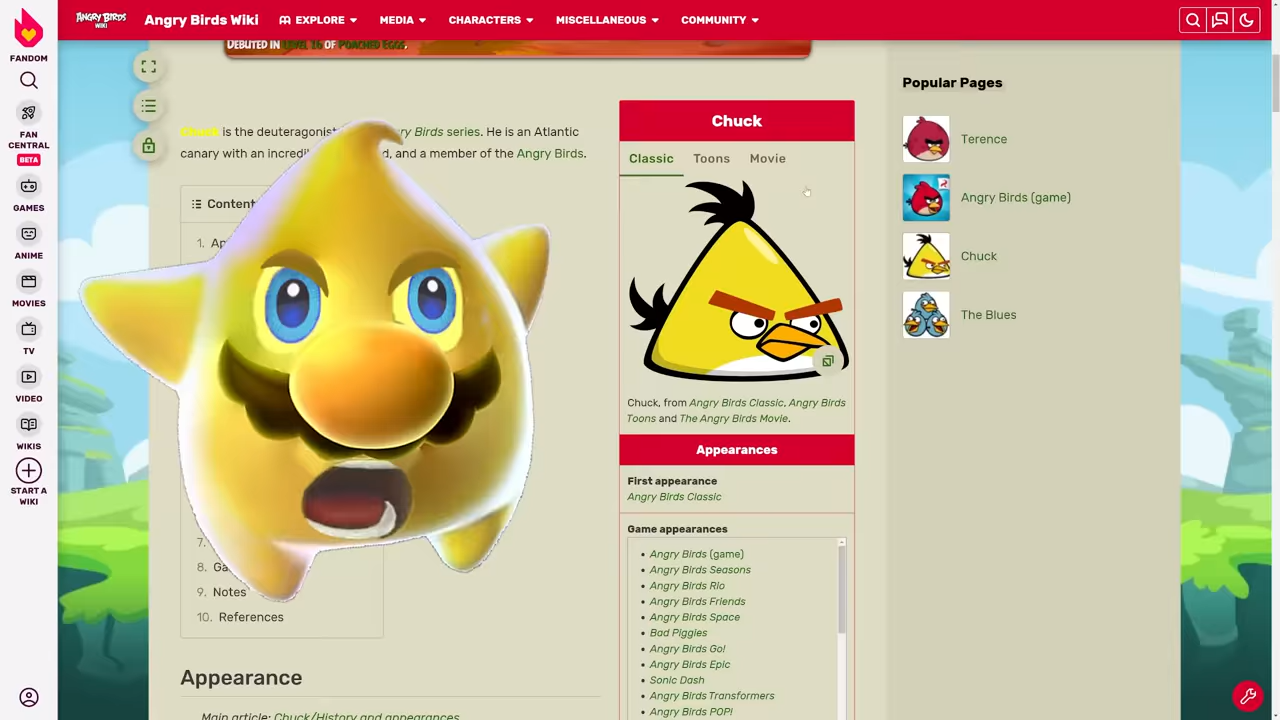 ANGRY BIRDS
WIKI
Angry Birds Wiki
EXPLORE
MEDIA
CHARACTERS
MISCELLANEOUS
COMMUNITY
FANDOM
FAN
CENTRAL
BETA
GAMES
ANIME
MOVIES
TV
VIDEO
WIKIS
START A
WIKI
DEBUTED IN LEVEL 16 OF POACHED EGGS.
Chuck is the deuteragonist ry Birds series. He is an Atlantic
canary with an incredi d, and a member of the Angry Birds.
Conten
1. Ap
7.
8. Ga
9. Notes
10. References
Appearance
Main article: Chuck/History and appearances
Chuck
Classic
Toons
Movie
Chuck, from Angry Birds Classic, Angry Birds
Toons and The Angry Birds Movie.
Appearances
First appearance
Angry Birds Classic
Game appearances
• Angry Birds (game)
• Angry Birds Seasons
• Angry Birds Rio
• Angry Birds Friends
• Angry Birds Space
• Bad Piggies
• Angry Birds Go!
• Angry Birds Epic
• Sonic Dash
• Angry Birds Transformers
• Angry Birds POP!
Popular Pages
Terence
Angry Birds (game)
Chuck
The Blues